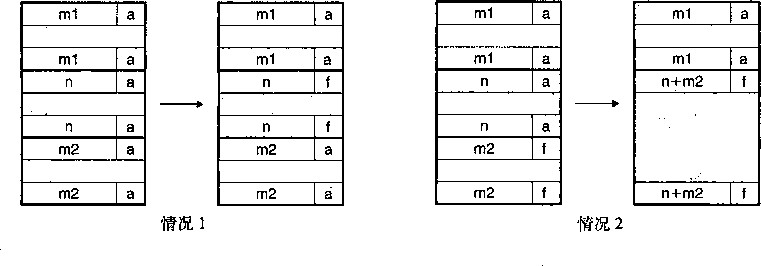 m1 a m1 a m1 a m1 a
m1 a m1 a m1 a m1 a
n a n f n a n+m2 f
n a n f n a
m2 a m2 a m2 f
m2 a m2 a m2 f n+m2 f
情况 1 情况 2